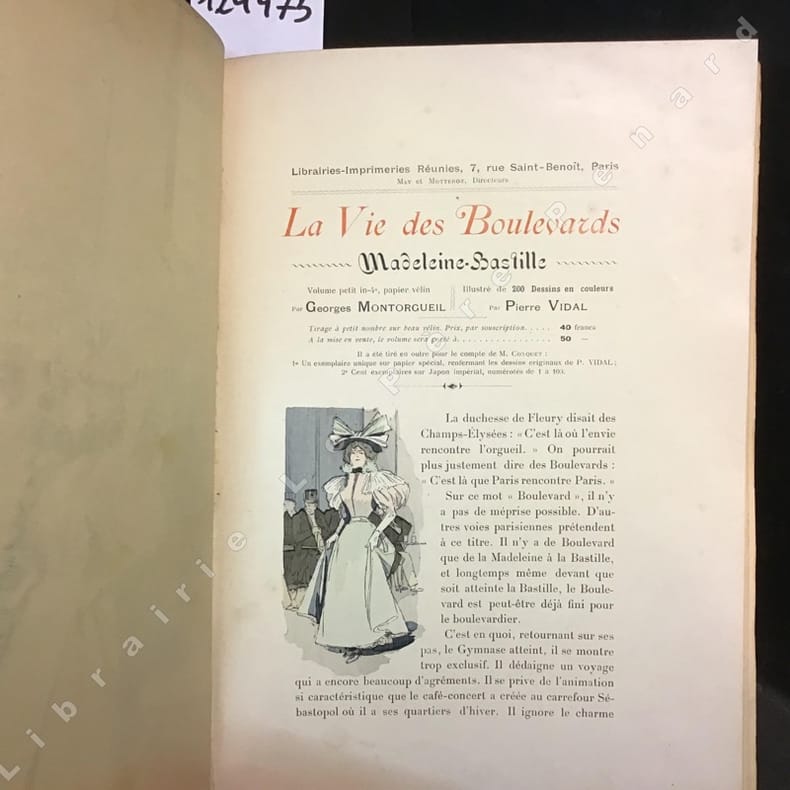 129975
Librairies-Imprimeries Réunies, 7, rue Saint-Benoît, Paris
May et Motteroz, Directeurs
La Vie des Boulevards
Madeleine-Bastille
Volume petit in-4°, papier vélin
Par Georges MONTORGUEIL
Illustré de 200 Dessins en couleurs
Par Pierre VIDAL
Tirage à petit nombre sur beau vélin. Prix, par souscription..... 40 francs
A la mise en vente, le volume sera porté à................. 50 —
Il a été tiré en outre pour le compte de M. Conquet :
1° Un exemplaire unique sur papier spécial, renfermant les dessins originaux de P. VIDAL ;
2° Cent exemplaires sur Japon impérial, numérotés de 1 à 100.
La duchesse de Fleury disait des
Champs-Élysées : « C'est là où l'envie
rencontre l'orgueil. » On pourrait
plus justement dire des Boulevards :
« C'est là que Paris rencontre Paris. »
Sur ce mot « Boulevard », il n'y
a pas de méprise possible. D'au-
tres voies parisiennes prétendent
à ce titre. Il n'y a de Boulevard
que de la Madeleine à la Bastille,
et longtemps même devant que
soit atteinte la Bastille, le Boule-
vard est peut-être déjà fini pour
le boulevardier.
C'est en quoi, retournant sur ses
pas, le Gymnase atteint, il se montre
trop exclusif. Il dédaigne un voyage
qui a encore beaucoup d'agréments. Il se prive de l'animation
si caractéristique que le café-concert a créée au carrefour Sé-
bastopol où il a ses quartiers d'hiver. Il ignore le charme
Librairie Le Père Pénard